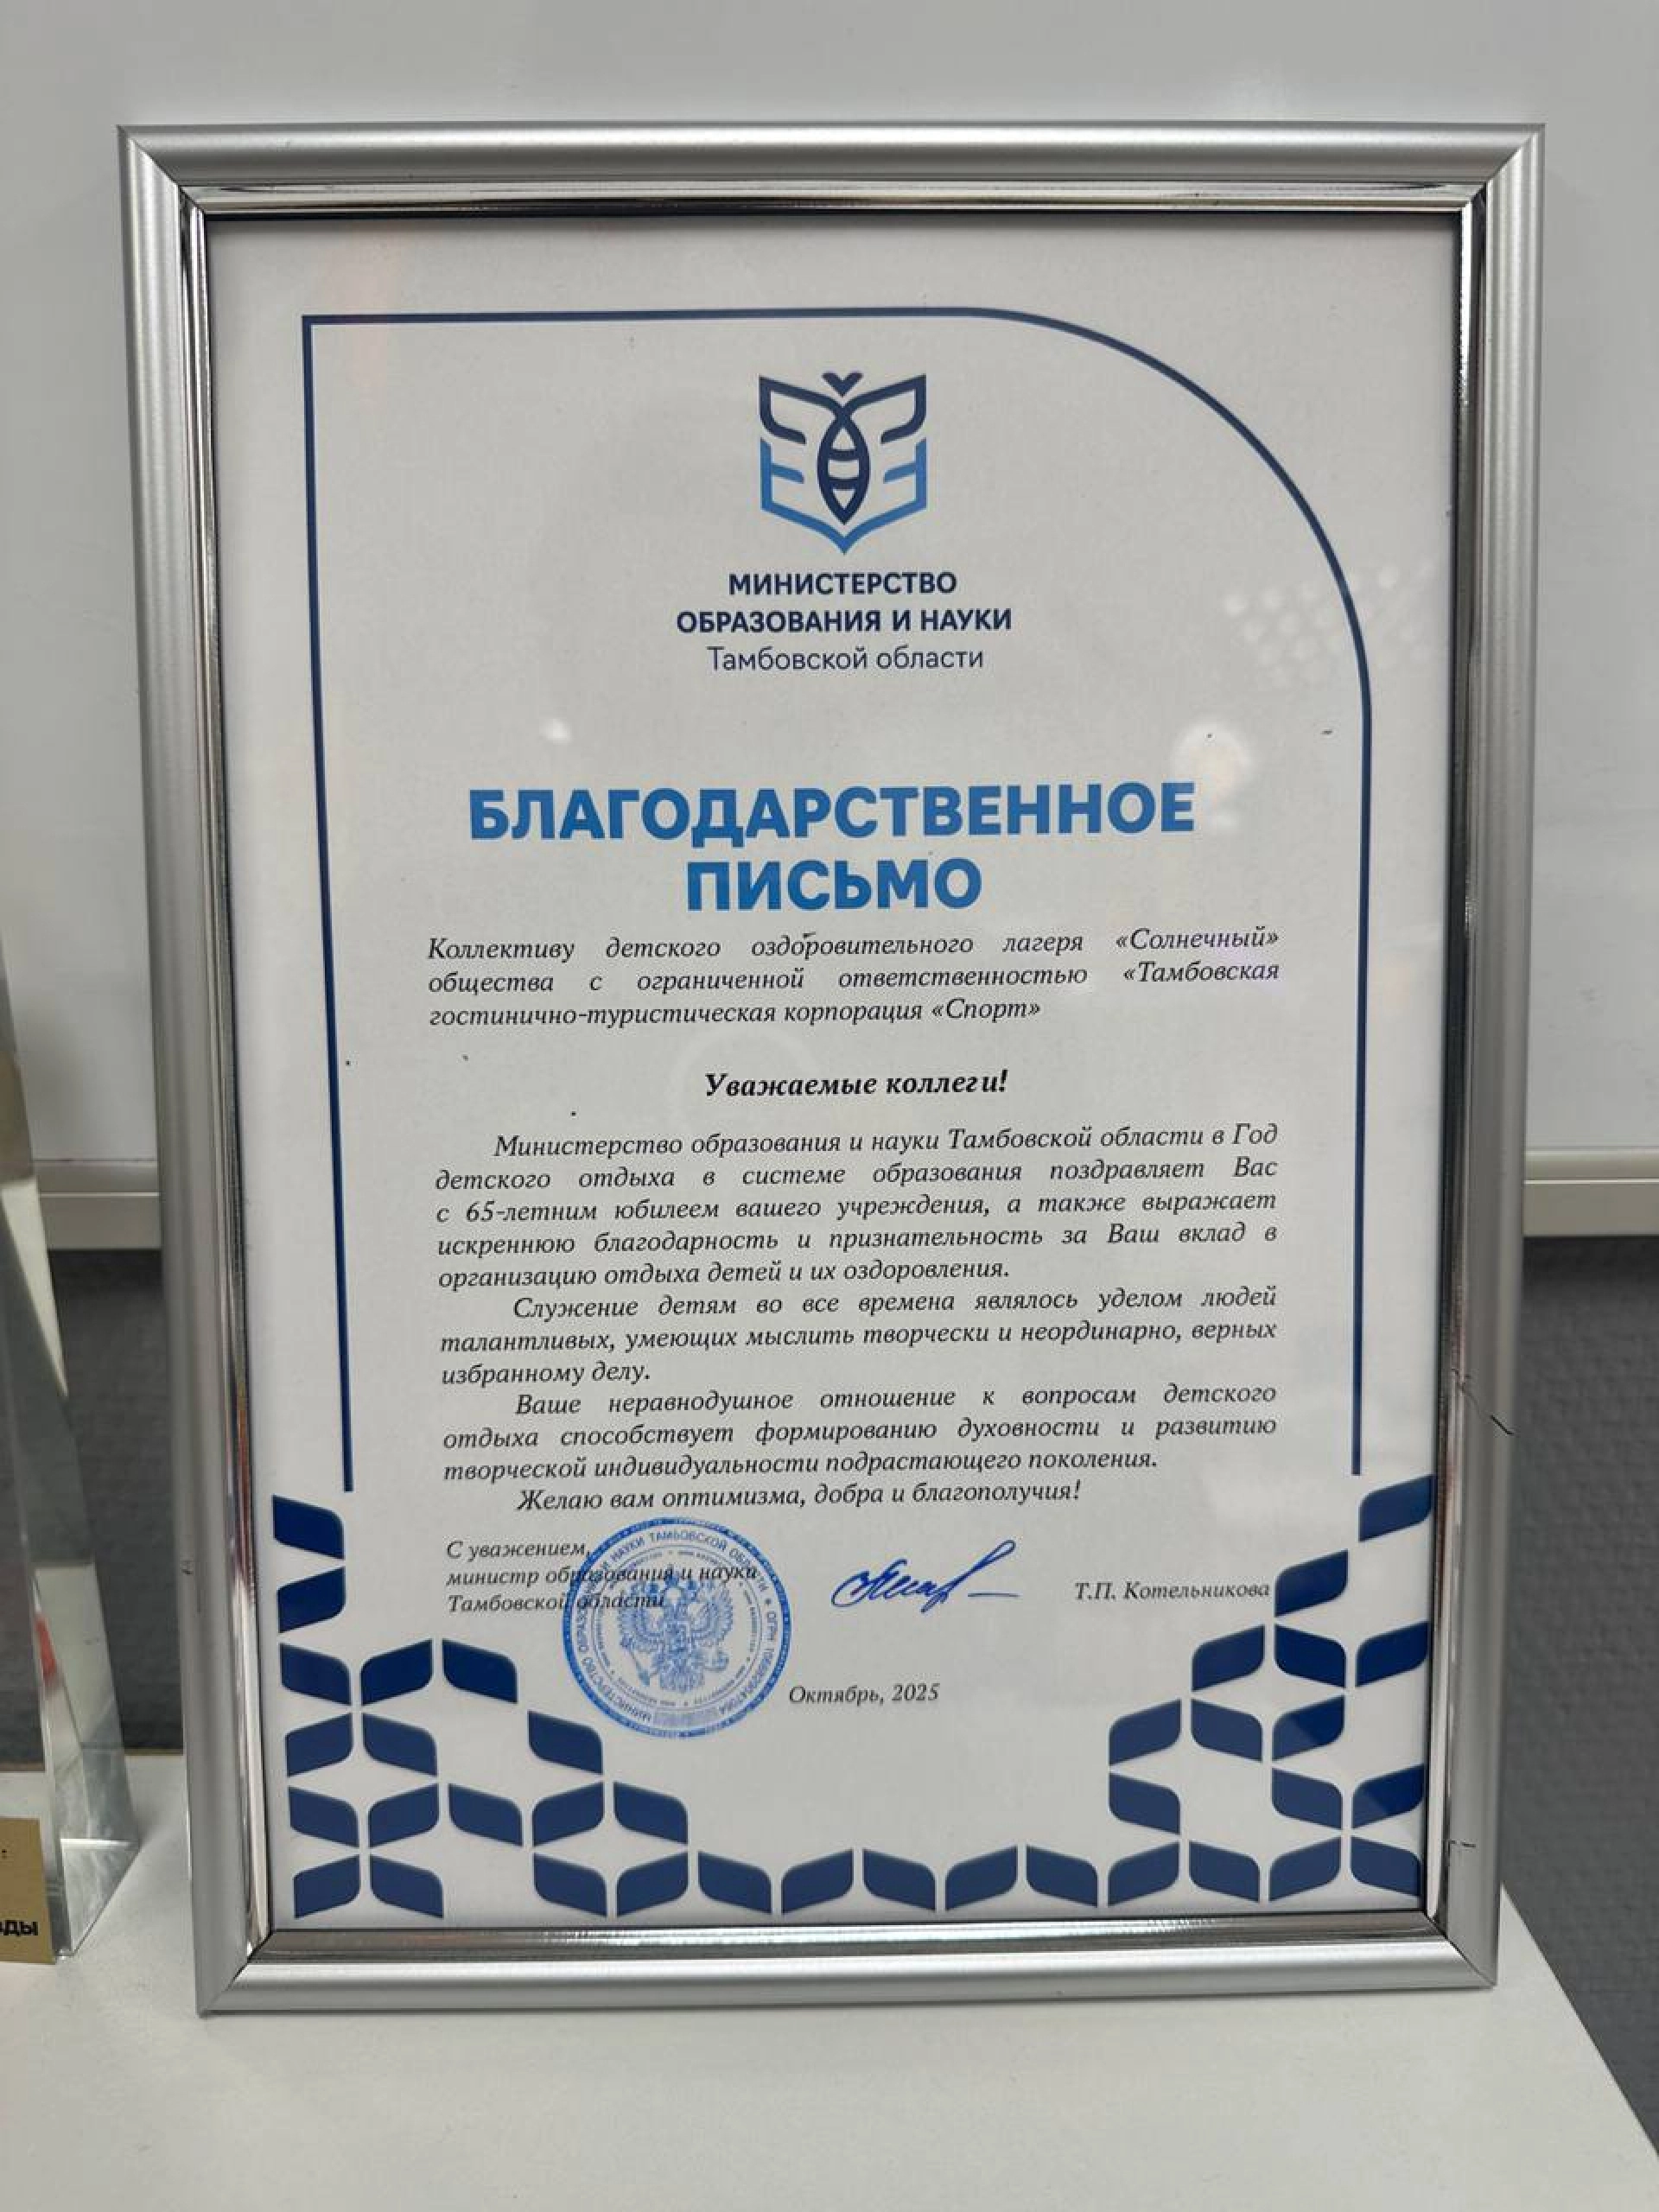 МИНИСТЕРСТВО
ОБРАЗОВАНИЯ И НАУКИ
Тамбовской области
БЛАГОДАРСТВЕННОЕ
ПИСЬМО
Коллективу детского оздоровительного лагеря «Солнечный»
общества с ограниченной ответственностью «Тамбовская
гостинично-туристическая корпорация «Спорт»
Уважаемые коллеги!
Министерство образования и науки Тамбовской области в Год
детского отдыха в системе образования поздравляет Вас
с 65-летним юбилеем вашего учреждения, а также выражает
искреннюю благодарность и признательность за Ваш вклад в
организацию отдыха детей и их оздоровления.
Служение детям во все времена являлось уделом людей
талантливых, умеющих мыслить творчески и неординарно, верных
избранному делу.
Ваше неравнодушное отношение к вопросам детского
отдыха способствует формированию духовности и развитию
творческой индивидуальности подрастающего поколения.
Желаю вам оптимизма, добра и благополучия!
С уважением,
министр образования и науки
Тамбовской области
Т.П. Котельникова
МИНИСТЕРСТВО ОБРАЗОВАНИЯ И НАУКИ ТАМБОВСКОЙ ОБЛАСТИ
Октябрь, 2025